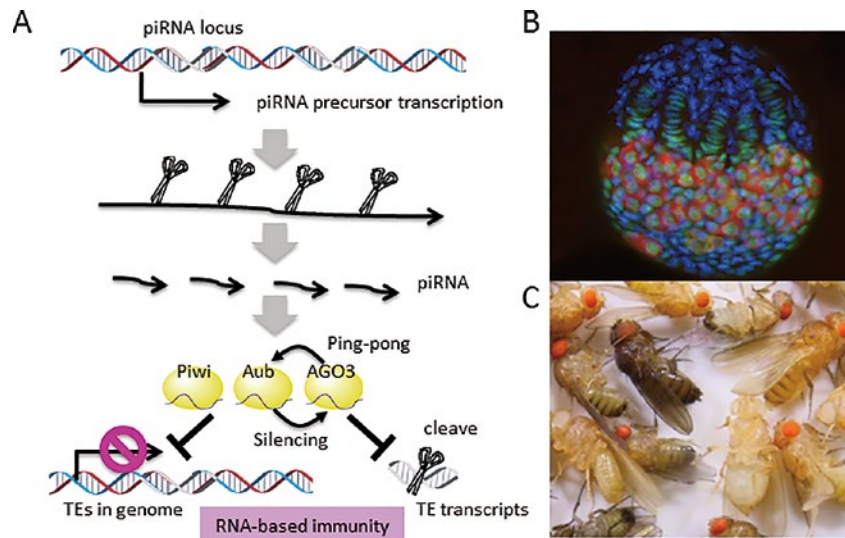 A
piRNA locus
piRNA precursor transcription
piRNA
Ping-pong
Piwi
Aub
AGO3
Silencing
cleave
TEs in genome
TE transcripts
RNA-based immunity
B
C